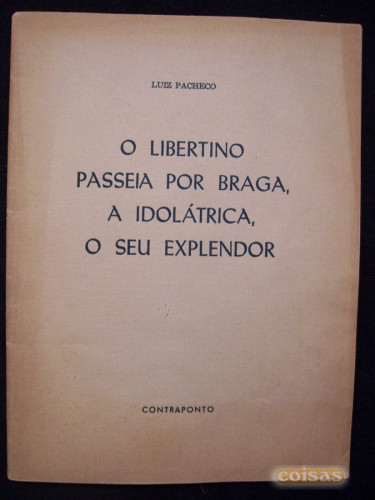 LUIZ PACHECO
O LIBERTINO
PASSEIA POR BRAGA,
A IDOLÁTRICA,
O SEU EXPLENDOR
CONTRAPONTO
coisas